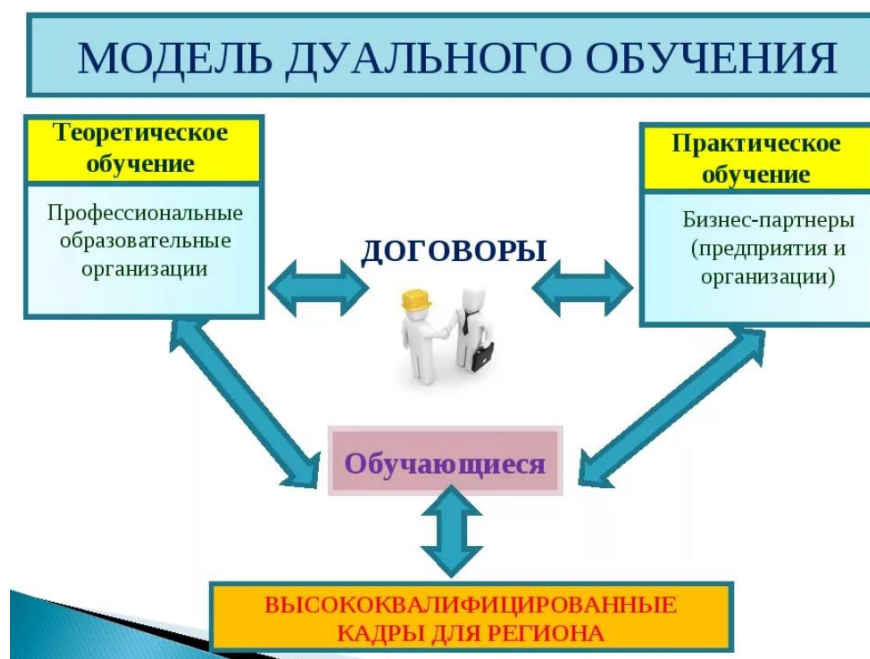 МОДЕЛЬ ДУАЛЬНОГО ОБУЧЕНИЯ
Теоретическое
обучение
Профессиональные
образовательные
организации
Практическое
обучение
Бизнес-партнеры
(предприятия и
организации)
ДОГОВОРЫ
Обучающиеся
ВЫСОКОКВАЛИФИЦИРОВАННЫЕ
КАДРЫ ДЛЯ РЕГИОНА